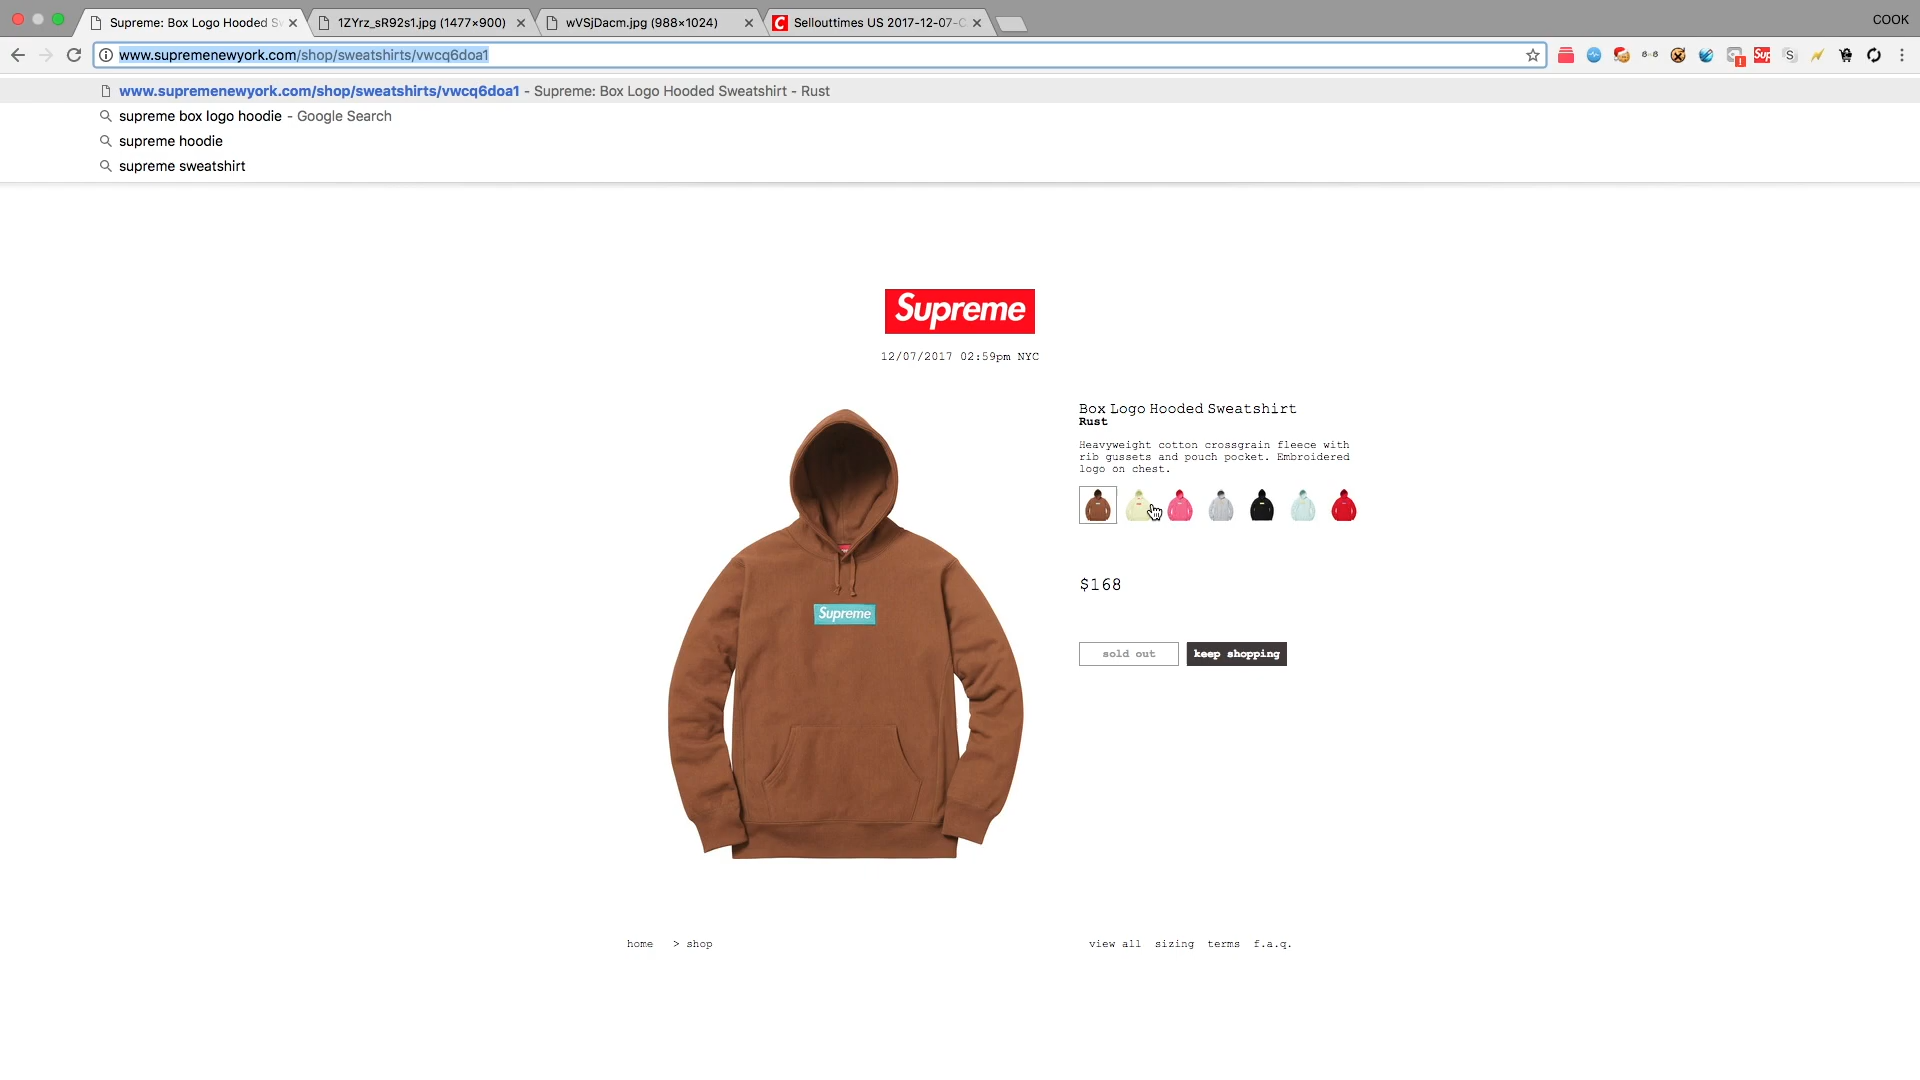 Supreme: Box Logo Hooded S
1ZYrz_sR92s1.jpg (1477×900)
wVSjDacm.jpg (988×1024)
Sellouttimes US 2017-12-07-C
COOK
www.supremenewyork.com/shop/sweatshirts/vwcq6doa1
www.supremenewyork.com/shop/sweatshirts/vwcq6doa1 - Supreme: Box Logo Hooded Sweatshirt - Rust
supreme box logo hoodie - Google Search
supreme hoodie
supreme sweatshirt
Supreme
12/07/2017 02:59pm NYC
Box Logo Hooded Sweatshirt
Rust
Heavyweight cotton crossgrain fleece with
rib gussets and pouch pocket. Embroidered
logo on chest.
Supreme
$168
sold out
keep shopping
home > shop
view all sizing terms f.a.q.